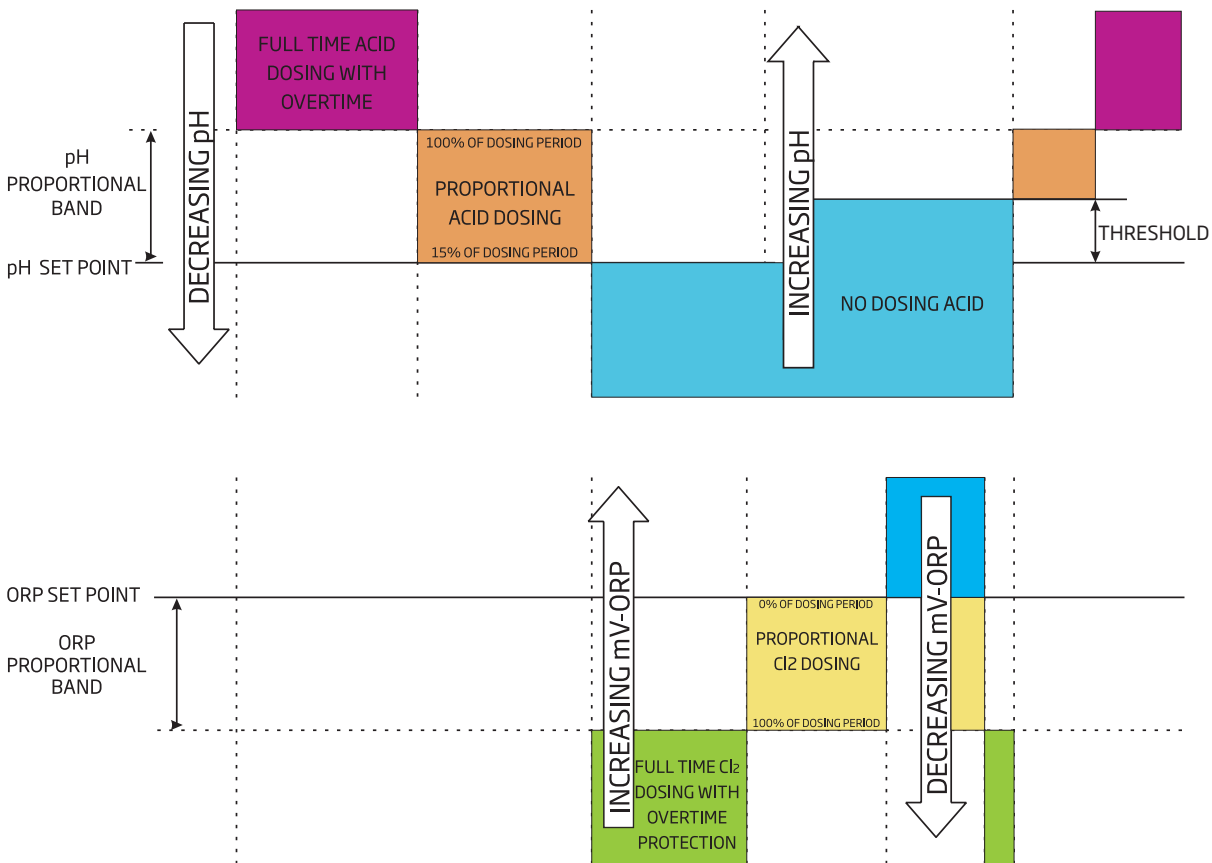 FULL TIME ACID
DOSING WITH
OVERTIME
DECREASING pH
pH
PROPORTIONAL
BAND
100% OF DOSING PERIOD
PROPORTIONAL
ACID DOSING
15% OF DOSING PERIOD
pH SET POINT
INCREASING pH
NO DOSING ACID
THRESHOLD
ORP SET POINT
ORP
PROPORTIONAL
BAND
INCREASING mV-ORP
0% OF DOSING PERIOD
PROPORTIONAL
Cl2 DOSING
100% OF DOSING PERIOD
DECREASING mV-ORP
FULL TIME Cl2
DOSING WITH
OVERTIME
PROTECTION